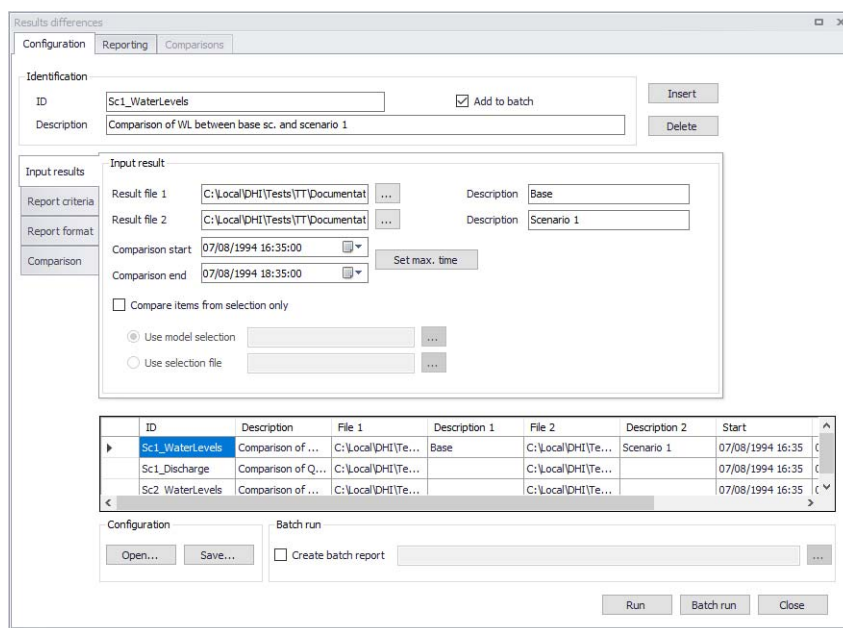 Results differences
Configuration Reporting Comparisons
Identification
ID Sc1_WaterLevels Add to batch Insert
Description Comparison of WL between base sc. and scenario 1 Delete
Input results Input result
Report criteria Result file 1 C:\Local\DHI\Tests\TT\Documentat ... Description Base
Report format Result file 2 C:\Local\DHI\Tests\TT\Documentat ... Description Scenario 1
Comparison Comparison start 07/08/1994 16:35:00 Set max. time
Comparison end 07/08/1994 18:35:00
Compare items from selection only
Use model selection ...
Use selection file ...
ID Description File 1 Description 1 File 2 Description 2 Start
Sc1_WaterLevels Comparison of ... C:\Local\DHI\Te... Base C:\Local\DHI\Te... Scenario 1 07/08/1994 16:35
Sc1_Discharge Comparison of Q... C:\Local\DHI\Te... C:\Local\DHI\Te... 07/08/1994 16:35
Sc2_WaterLevels Comparison of ... C:\Local\DHI\Te... C:\Local\DHI\Te... 07/08/1994 16:35
Configuration Batch run
Open... Save... Create batch report ...
Run Batch run Close